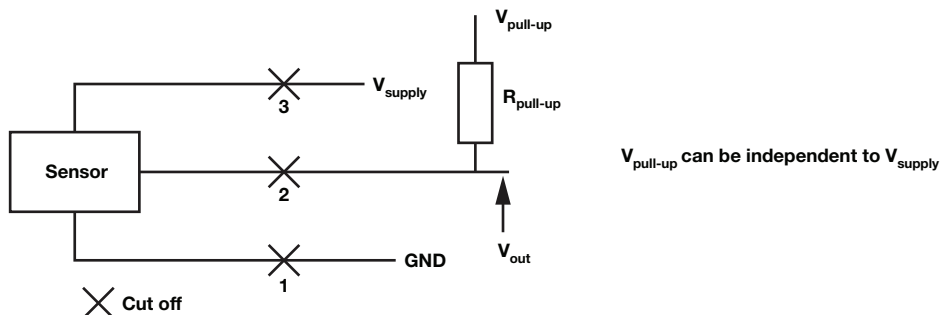 Vpull-up
Vsupply
3
Rpull-up
Vpull-up can be independent to Vsupply
Sensor
2
Vout
GND
1
Cut off